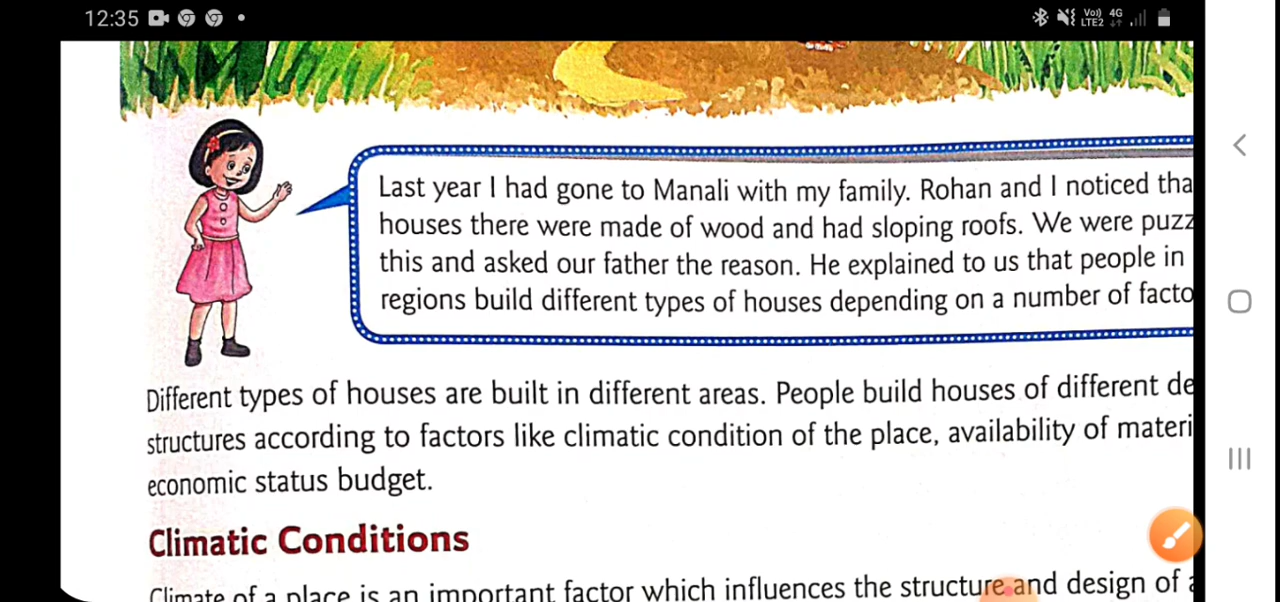 12:35
Vo)) 4G
LTE2
Last year I had gone to Manali with my family. Rohan and I noticed tha
houses there were made of wood and had sloping roofs. We were puzz
this and asked our father the reason. He explained to us that people in
regions build different types of houses depending on a number of facto
Different types of houses are built in different areas. People build houses of different de
structures according to factors like climatic condition of the place, availability of materi
economic status budget.
Climatic Conditions
Climate of a place is an important factor which influences the structure and design of